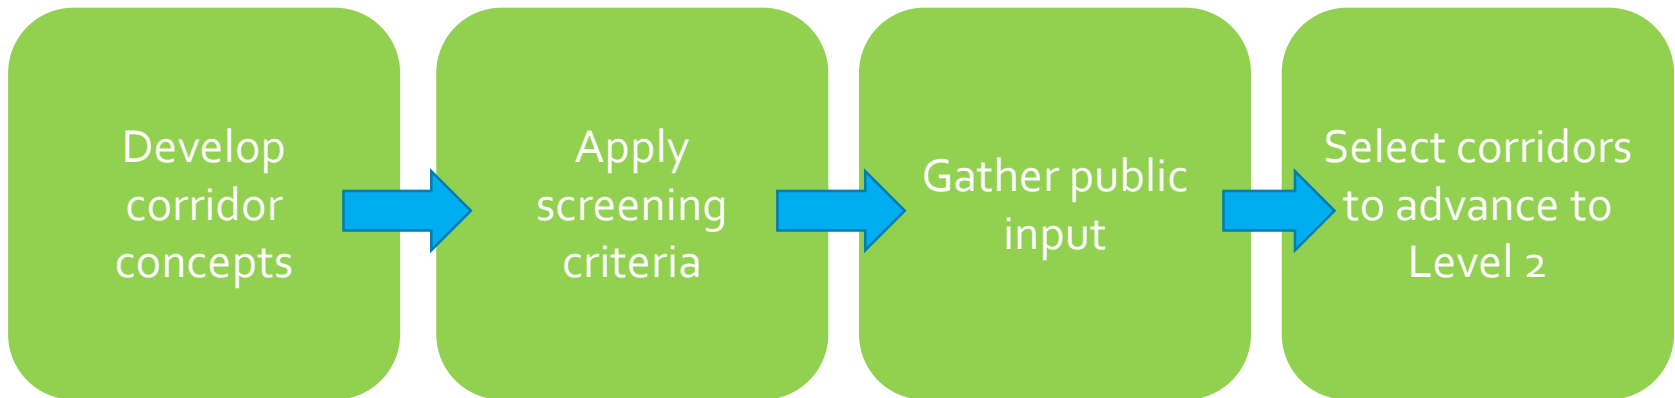 Develop
corridor
concepts
Apply
screening
criteria
Gather public
input
Select corridors
to advance to
Level 2